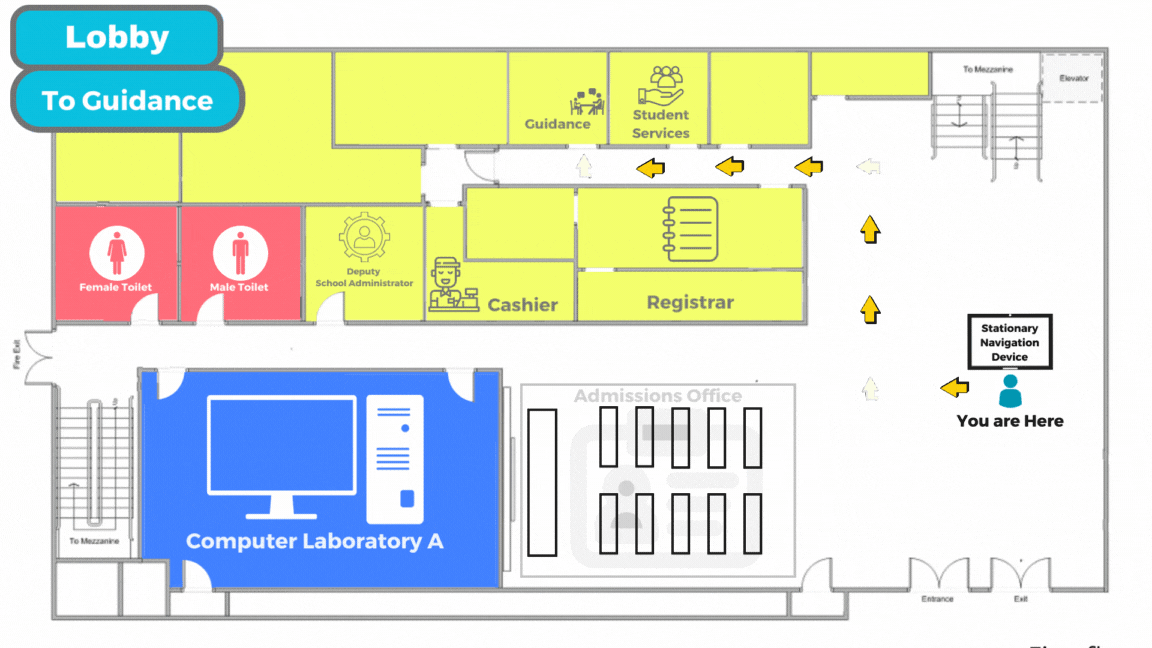 Lobby
To Guidance
To Mezzanine
Elevator
Guidance
Student
Services
Female Toilet
Male Toilet
Deputy
School Administrator
Cashier
Registrar
Fire Exit
Stationary
Navigation
Device
You are Here
Admissions Office
Computer Laboratory A
To Mezzanine
Entrance
Exit